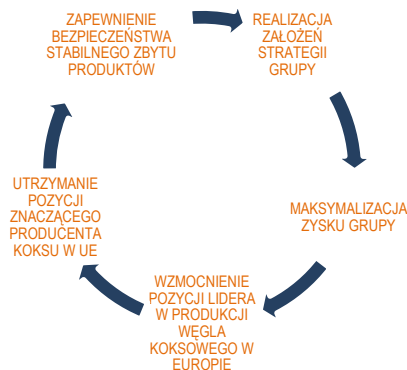 ZAPEWNIENIE
BEZPIECZEŃSTWA
STABILNEGO ZBYTU
PRODUKTÓW
REALIZACJA
ZAŁOŻEŃ
STRATEGII
GRUPY
MAKSYMALIZACJA
ZYSKU GRUPY
WZMOCNIENIE
POZYCJI LIDERA
W PRODUKCJI
WĘGLA
KOKSOWEGO W
EUROPIE
UTRZYMANIE
POZYCJI
ZNACZĄCEGO
PRODUCENTA
KOKSU W UE